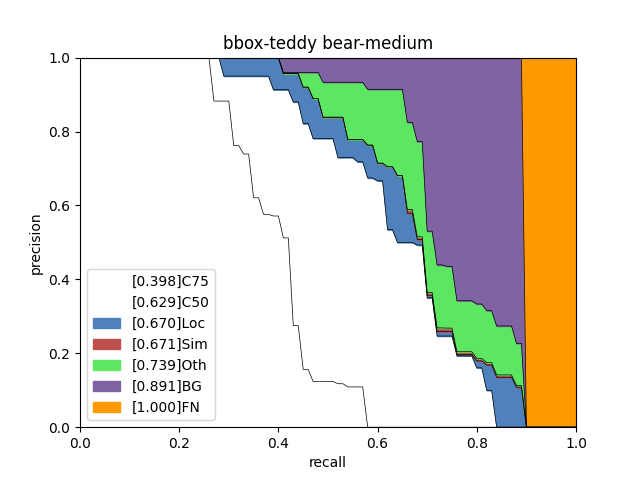 bbox-teddy bear-medium
1.0
0.8
0.6
0.4
0.2
0.0
precision
[0.398]C75
[0.629]C50
[0.670]Loc
[0.671]Sim
[0.739]Oth
[0.891]BG
[1.000]FN
0.0 0.2 0.4 0.6 0.8 1.0
recall